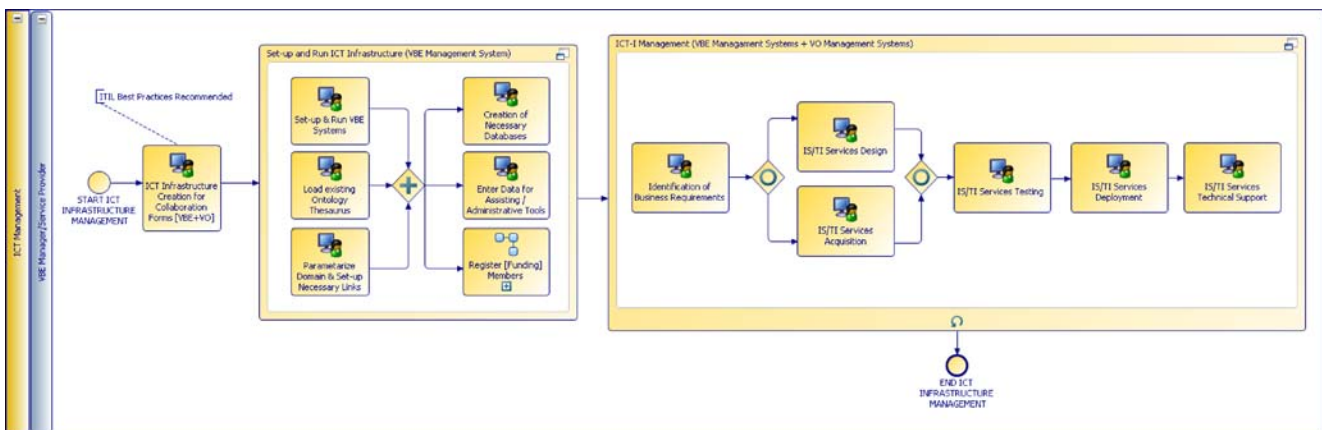 ICT Management
VBE Manager/Service Provider
ITIL Best Practices Recommended
START ICT
INFRASTRUCTURE
MANAGEMENT
ICT Infrastructure
Creation for
Collaboration
Forms [VBE+VO]
Set-up and Run ICT Infrastructure (VBE Management System)
Set-up & Run VBE
Systems
Load existing
Ontology
Thesaurus
Parametarize
Domain & Set-up
Necessary Links
Creation of
Necessary
Databases
Enter Data for
Assisting /
Administrative Tools
Register [Funding]
Members
ICT-I Management (VBE Managament Systems + VO Management Systems)
Identification of
Business Requirements
IS/TI Services Design
IS/TI Services
Acquisition
IS/TI Services Testing
IS/TI Services
Deployment
IS/TI Services
Technical Support
END ICT
INFRASTRUCTURE
MANAGEMENT